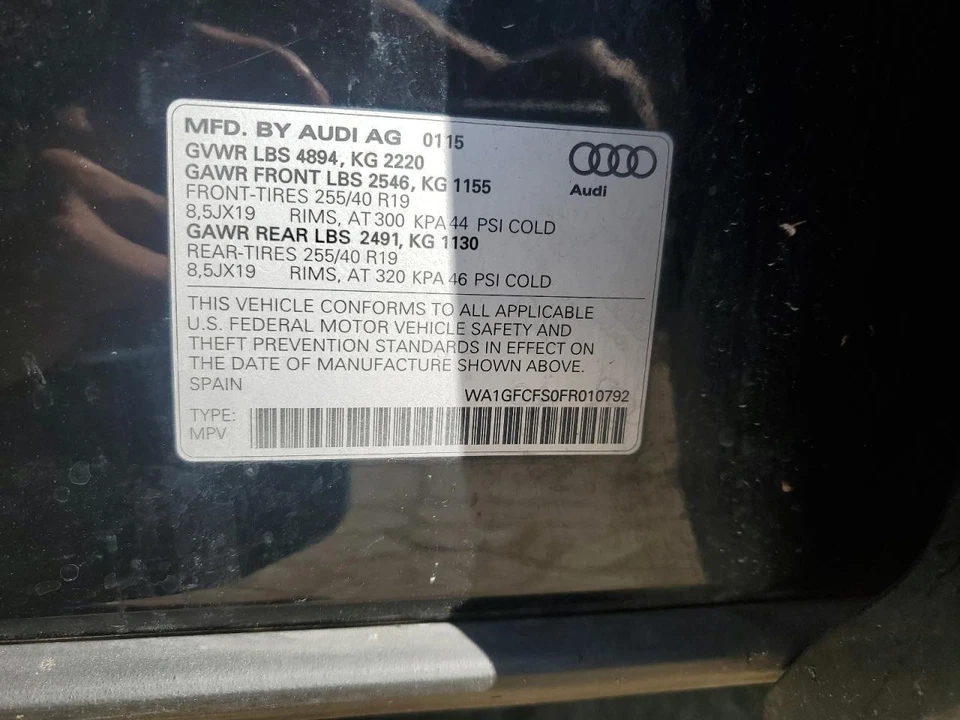 MFD. BY AUDI AG 0115
GVWR LBS 4894, KG 2220
GAWR FRONT LBS 2546, KG 1155
FRONT-TIRES 255/40 R19
8,5JX19 RIMS, AT 300 KPA 44 PSI COLD
GAWR REAR LBS 2491, KG 1130
REAR-TIRES 255/40 R19
8,5JX19 RIMS, AT 320 KPA 46 PSI COLD
Audi
THIS VEHICLE CONFORMS TO ALL APPLICABLE
U.S. FEDERAL MOTOR VEHICLE SAFETY AND
THEFT PREVENTION STANDARDS IN EFFECT ON
THE DATE OF MANUFACTURE SHOWN ABOVE.
SPAIN
WA1GFCFS0FR010792
TYPE:
MPV